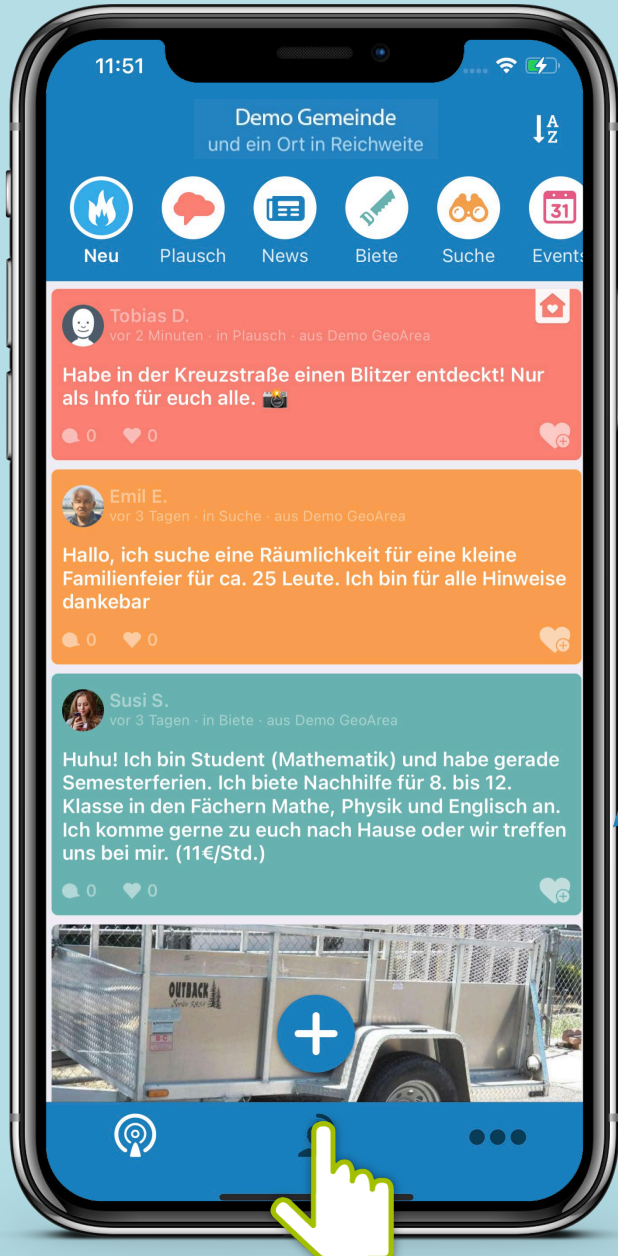 11:51
Demo Gemeinde
und ein Ort in Reichweite
A
Z
Neu
Plausch
News
Biete
Suche
31
Events
Tobias D.
vor 2 Minuten · in Plausch · aus Demo GeoArea
Habe in der Kreuzstraße einen Blitzer entdeckt! Nur
als Info für euch alle. 📸
0 0
Emil E.
vor 3 Tagen · in Suche · aus Demo GeoArea
Hallo, ich suche eine Räumlichkeit für eine kleine
Familienfeier für ca. 25 Leute. Ich bin für alle Hinweise
dankebar
0 0
Susi S.
vor 3 Tagen · in Biete · aus Demo GeoArea
Huhu! Ich bin Student (Mathematik) und habe gerade
Semesterferien. Ich biete Nachhilfe für 8. bis 12.
Klasse in den Fächern Mathe, Physik und Englisch an.
Ich komme gerne zu euch nach Hause oder wir treffen
uns bei mir. (11€/Std.)
0 0
OUTBACK